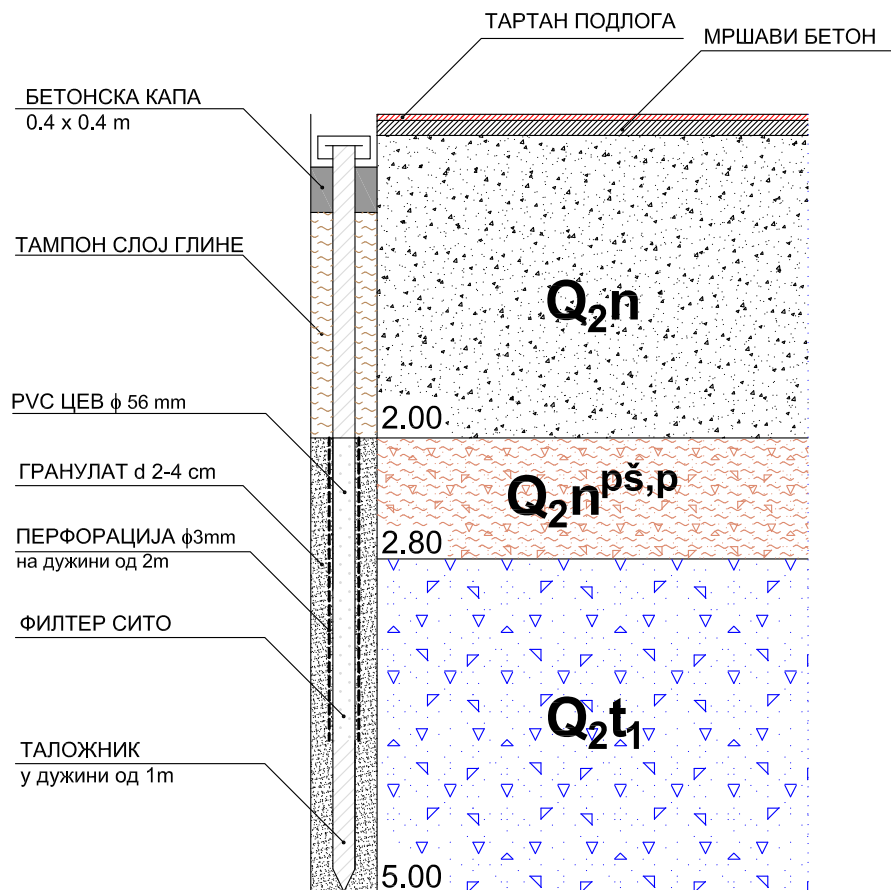 ТАРТАН ПОДЛОГА
МРШАВИ БЕТОН
БЕТОНСКА КАПА
0.4 x 0.4 m
ТАМПОН СЛОЈ ГЛИНЕ
Q₂n
PVC ЦЕВ ϕ 56 mm
2.00
ГРАНУЛАТ d 2-4 cm
Q₂n^pš,p
ПЕРФОРАЦИЈА ϕ3mm
на дужини од 2m
2.80
ФИЛТЕР СИТО
Q₂t₁
ТАЛОЖНИК
у дужини од 1m
5.00